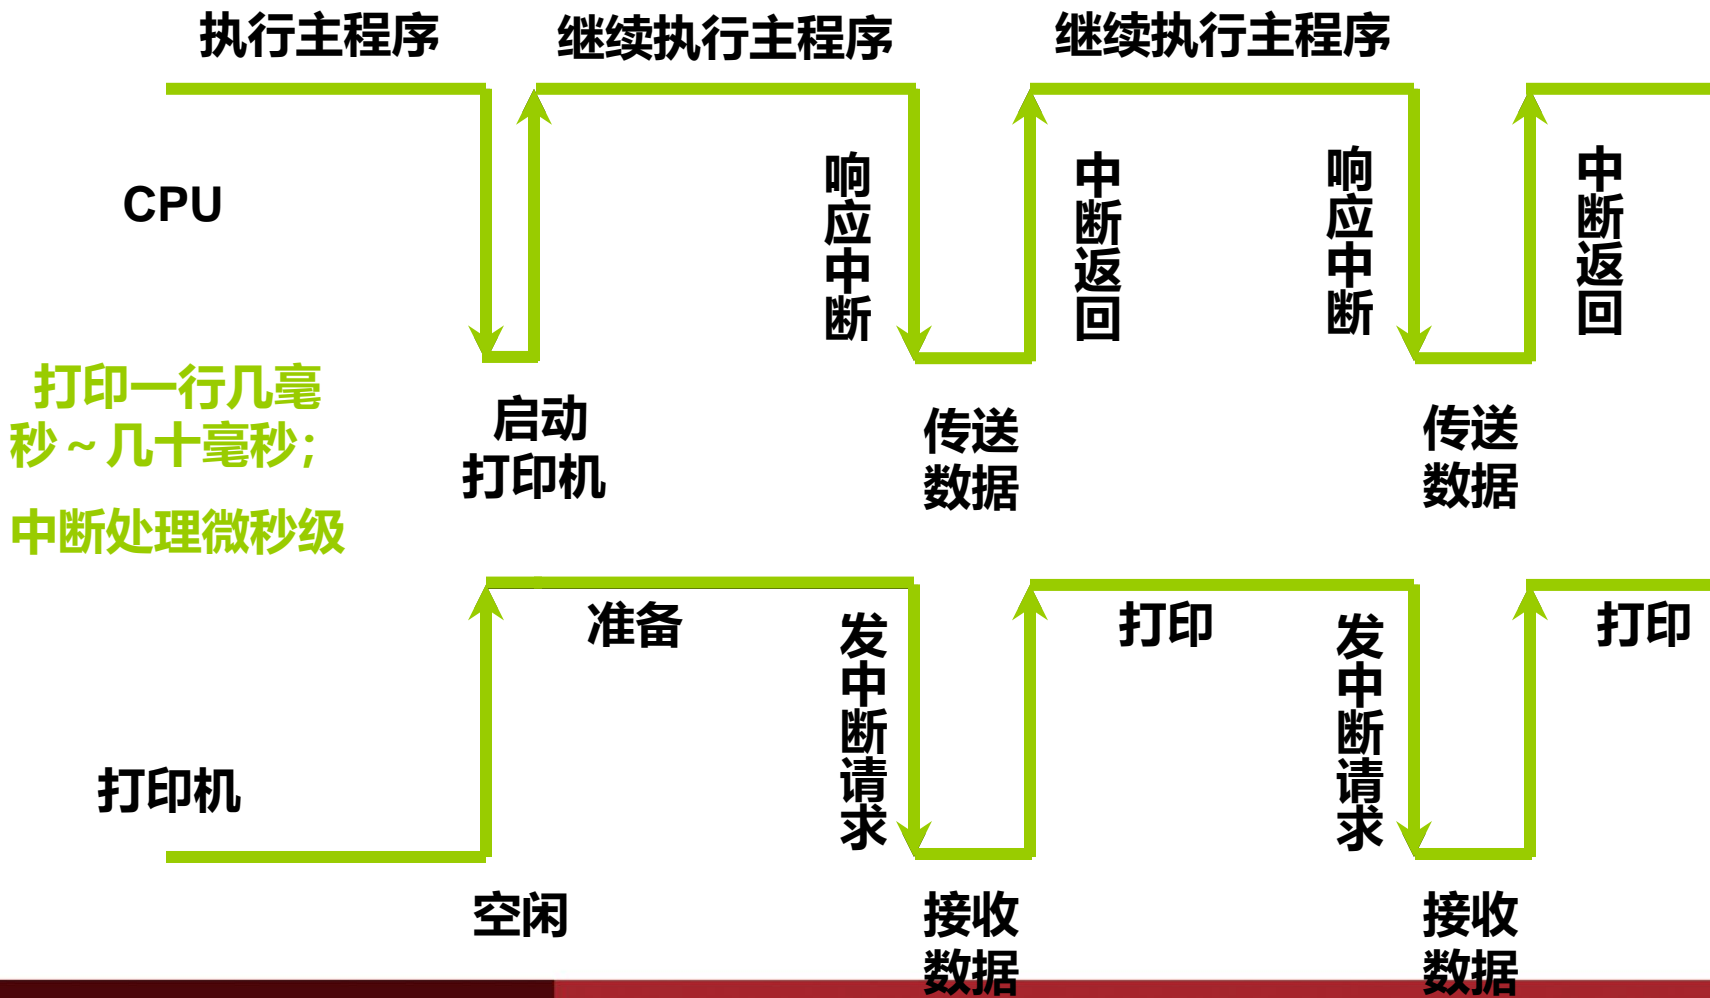 执行主程序
继续执行主程序
继续执行主程序
CPU
响应中断
中断返回
响应中断
中断返回
打印一行几毫
秒～几十毫秒；
中断处理微秒级
启动
打印机
传送
数据
传送
数据
准备
发中断请求
打印
发中断请求
打印
打印机
空闲
接收
数据
接收
数据